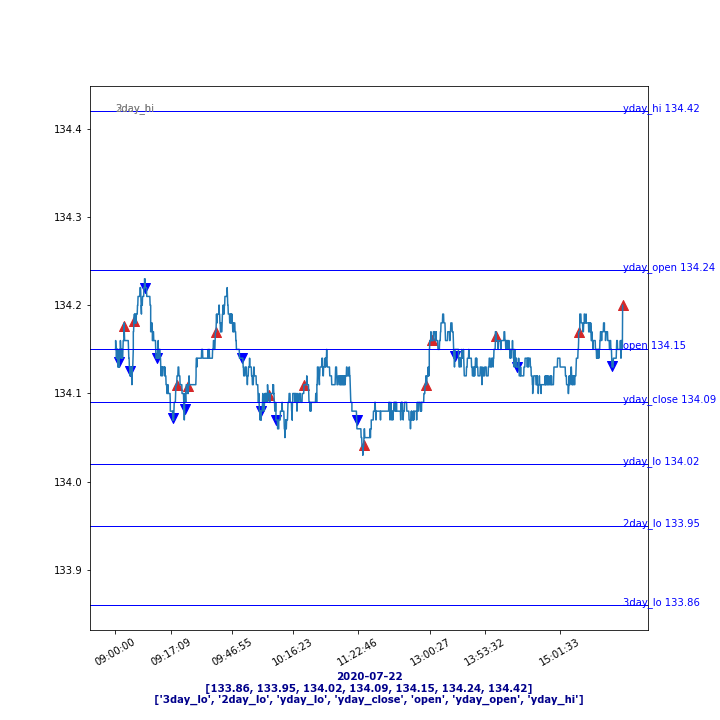 3day_hi
yday_hi 134.42
134.4
134.3
yday_open 134.24
134.2
open 134.15
134.1
yday_close 134.09
yday_lo 134.02
134.0
2day_lo 133.95
133.9
3day_lo 133.86
09:00:00 09:17:09 09:46:55 10:16:23 11:22:46 13:00:27 13:53:32 15:01:33
2020-07-22
[133.86, 133.95, 134.02, 134.09, 134.15, 134.24, 134.42]
['3day_lo', '2day_lo', 'yday_lo', 'yday_close', 'open', 'yday_open', 'yday_hi']